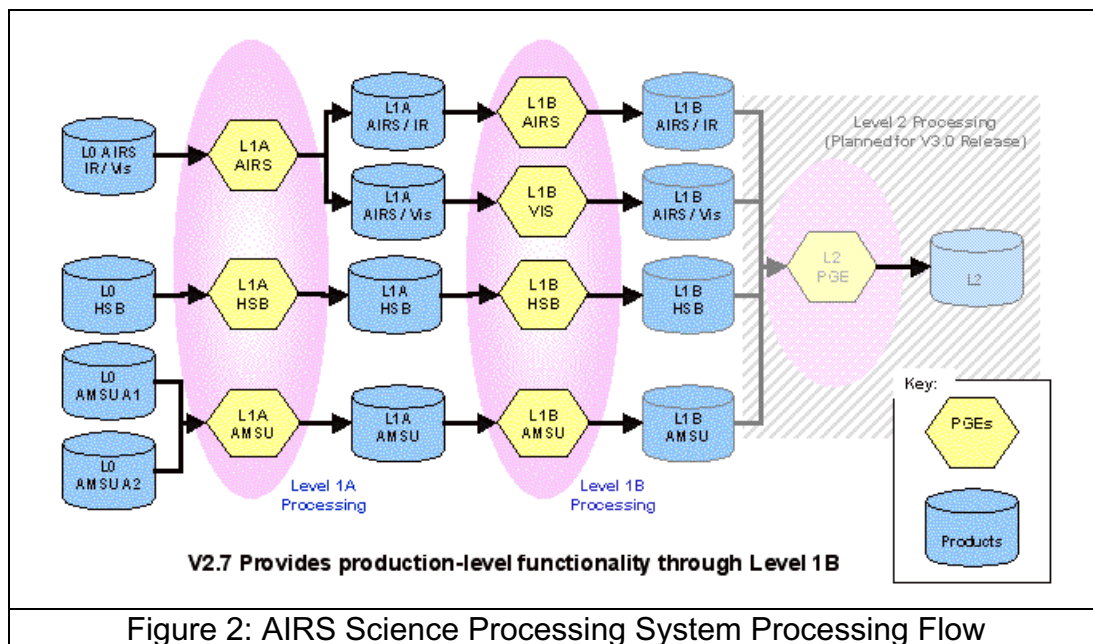 L1A
AIRS / IR
L1B
AIRS
L1B
AIRS / IR
Level 2 Processing
(Planned for V3.0 Release)
L0 AIRS
IR / Vis
L1A
AIRS
L1A
AIRS / Vis
L1B
VIS
L1B
AIRS / Vis
L0
HSB
L1A
HSB
L1A
HSB
L1B
HSB
L1B
HSB
L2
PGE
L2
L0
AMSU A1
L0
AMSU A2
L1A
AMSU
L1A
AMSU
L1B
AMSU
L1B
AMSU
Level 1A
Processing
Level 1B
Processing
Key:
PGEs
Products
V2.7 Provides production-level functionality through Level 1B
Figure 2: AIRS Science Processing System Processing Flow